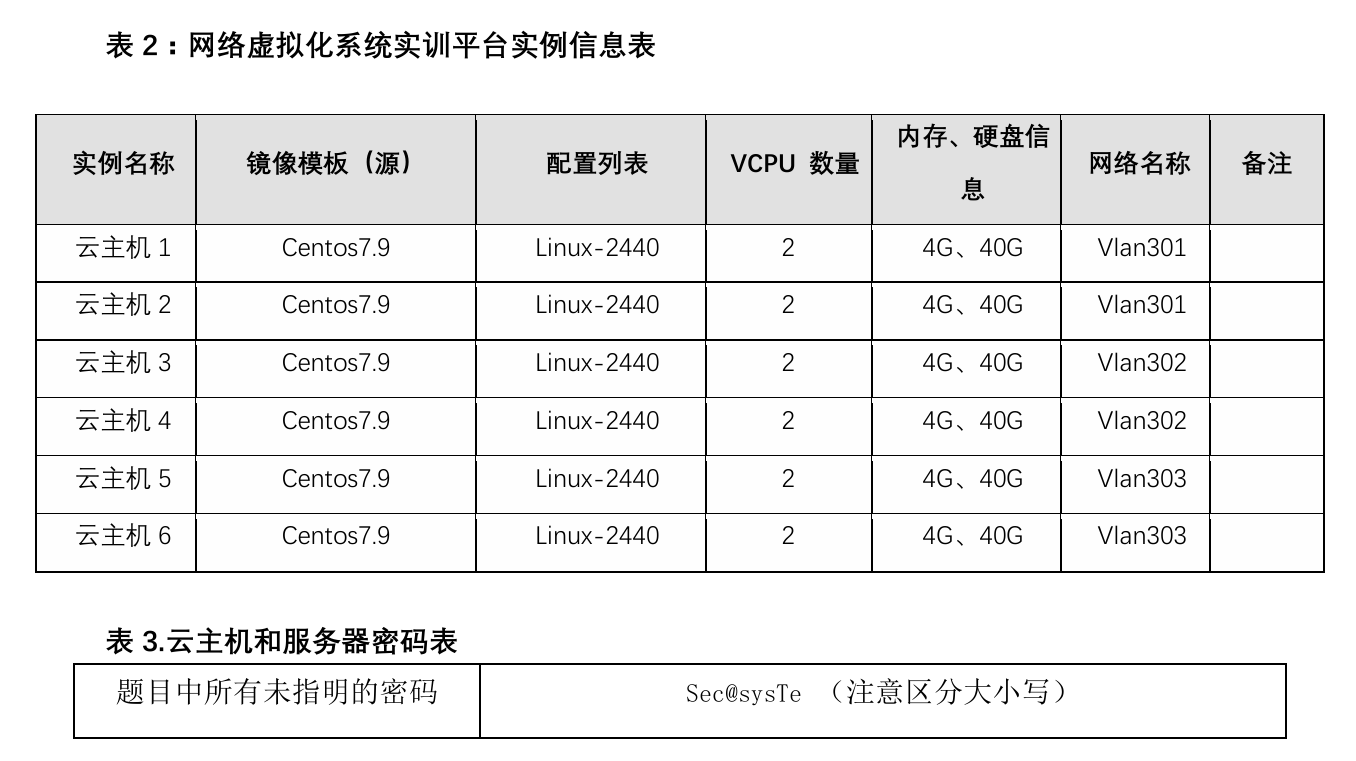 表 2：网络虚拟化系统实训平台实例信息表
实例名称 镜像模板（源） 配置列表 VCPU 数量 内存、硬盘信息 网络名称 备注
云主机 1 Centos7.9 Linux-2440 2 4G、40G Vlan301
云主机 2 Centos7.9 Linux-2440 2 4G、40G Vlan301
云主机 3 Centos7.9 Linux-2440 2 4G、40G Vlan302
云主机 4 Centos7.9 Linux-2440 2 4G、40G Vlan302
云主机 5 Centos7.9 Linux-2440 2 4G、40G Vlan303
云主机 6 Centos7.9 Linux-2440 2 4G、40G Vlan303
表 3.云主机和服务器密码表
题目中所有未指明的密码 Sec@sysTe （注意区分大小写）